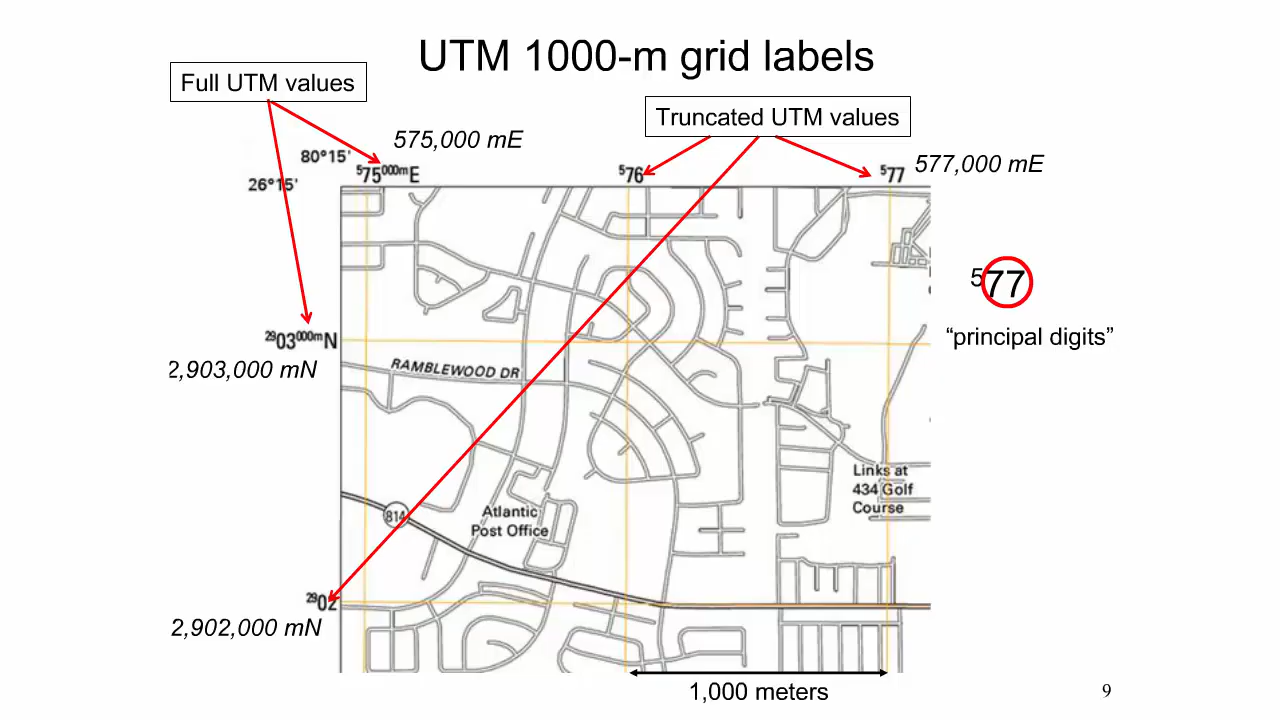 UTM 1000-m grid labels
Full UTM values
Truncated UTM values
575,000 mE
80°15'
⁵75⁰⁰⁰ᵐE
⁵76
⁵77
577,000 mE
26°15'
⁵77
“principal digits”
²⁹03⁰⁰⁰ᵐN
2,903,000 mN
RAMBLEWOOD DR
Links at
434 Golf
Course
814
Atlantic
Post Office
²⁹02
2,902,000 mN
1,000 meters
9